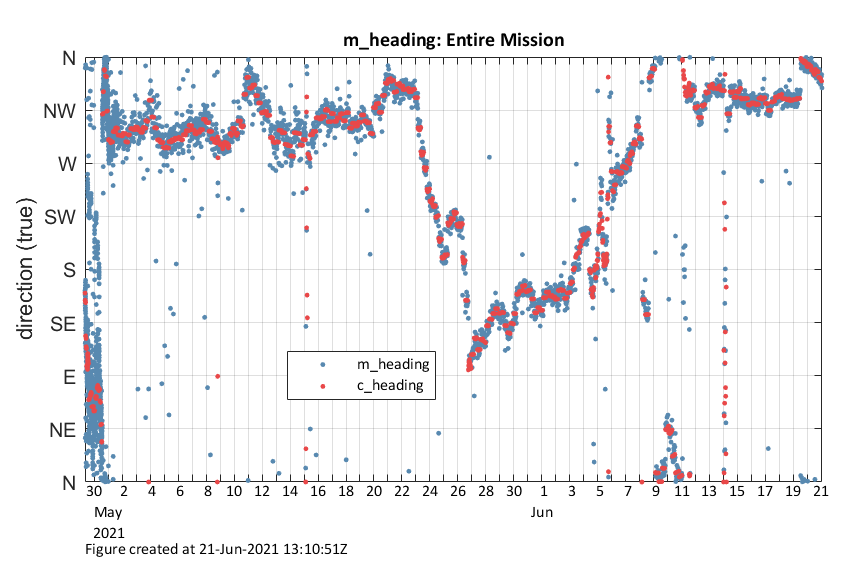 m_heading: Entire Mission
direction (true)
N
NW
W
SW
S
SE
E
NE
N
m_heading
c_heading
30 2 4 6 8 10 12 14 16 18 20 22 24 26 28 30 1 3 5 7 9 11 13 15 17 19 21
May Jun
2021
Figure created at 21-Jun-2021 13:10:51Z